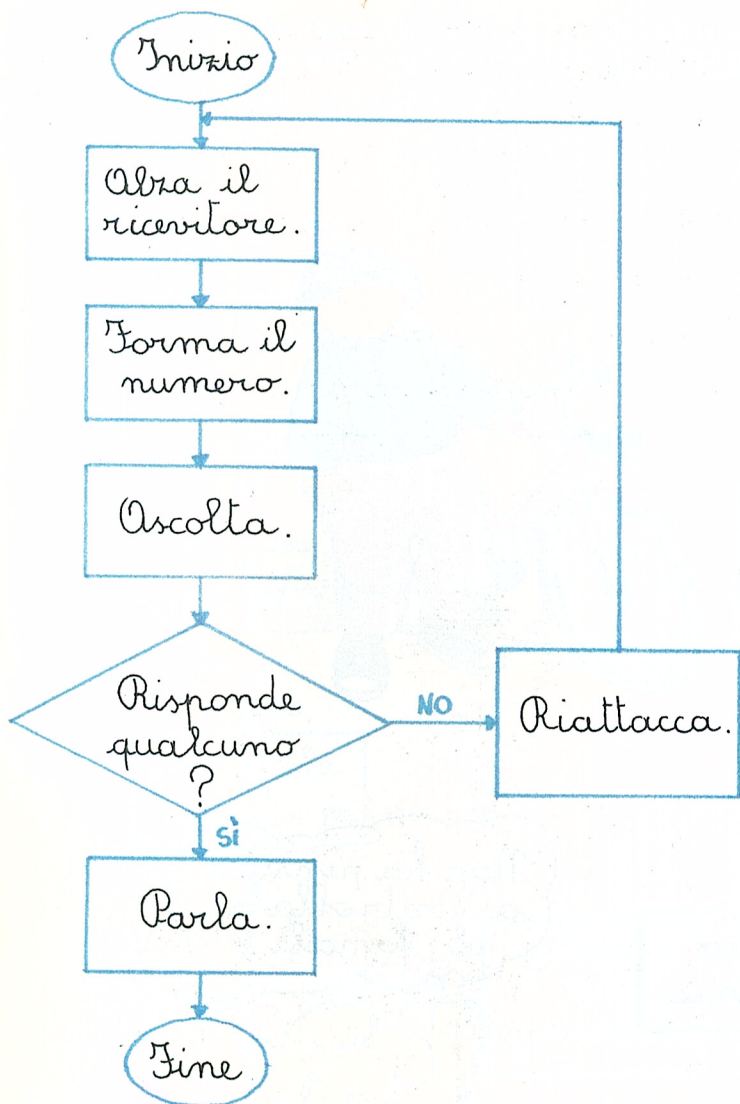 Inizio
Alza il
ricevitore.
Forma il
numero.
Ascolta.
Risponde
qualcuno
?
NO
Riattacca.
SÌ
Parla.
Fine